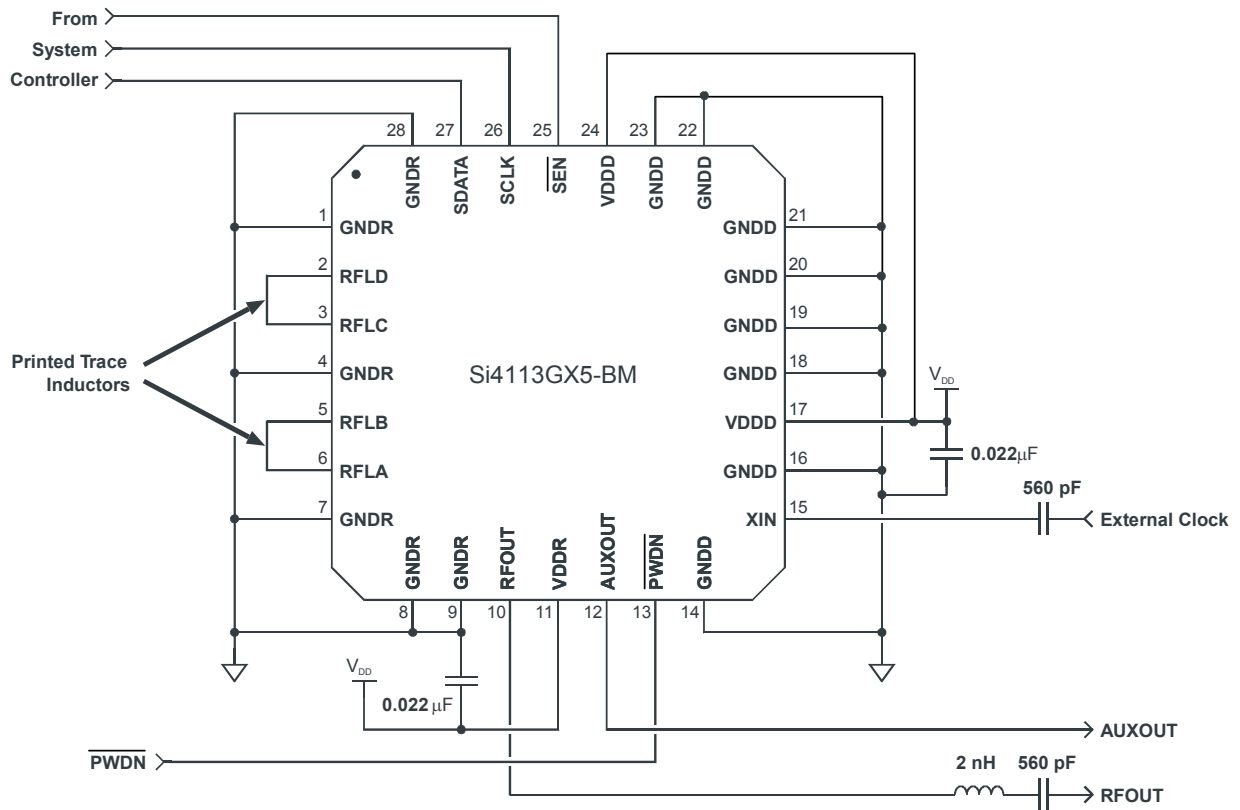 From
System
Controller
28 27 26 25 24 23 22
GNDR SDATA SCLK SEN VDDD GNDD GNDD
1 GNDR
2 RFLD
3 RFLC
4 GNDR
5 RFLB
6 RFLA
7 GNDR
Printed Trace
Inductors
Si4113GX5-BM
GNDD 21
GNDD 20
GNDD 19
GNDD 18
VDDD 17
GNDD 16
XIN 15
VDD
0.022μF
560 pF
External Clock
GNDR GNDR RFOUT VDDR AUXOUT PWDN GNDD
8 9 10 11 12 13 14
VDD
0.022 μF
AUXOUT
PWDN
2 nH 560 pF
RFOUT